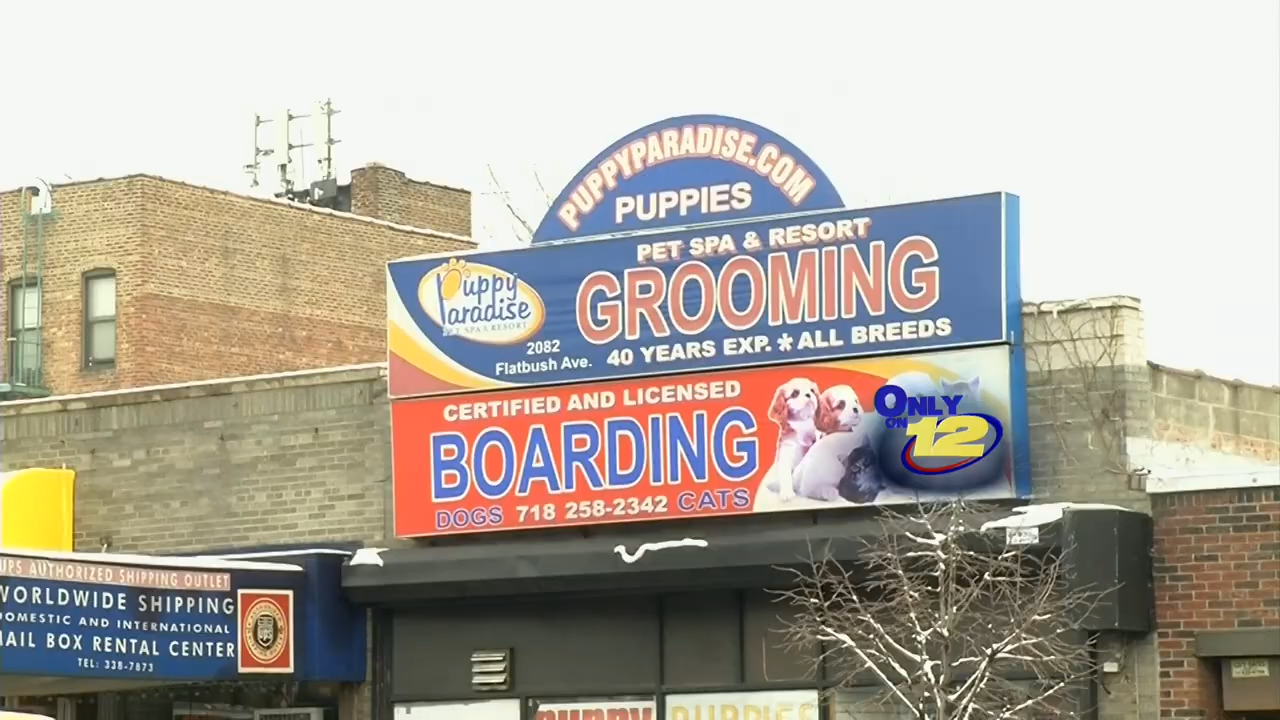 PUPPYPARADISE.COM
PUPPIES
PET SPA & RESORT
GROOMING
40 YEARS EXP. * ALL BREEDS
Puppy
Paradise
PET SPA & RESORT
2082
Flatbush Ave.
CERTIFIED AND LICENSED
BOARDING
DOGS 718 258-2342 CATS
ONLY
ON 12
UPS AUTHORIZED SHIPPING OUTLET
WORLDWIDE SHIPPING
DOMESTIC AND INTERNATIONAL
MAIL BOX RENTAL CENTER
TEL: 338-7873
ups
PUPPY PUPPIES